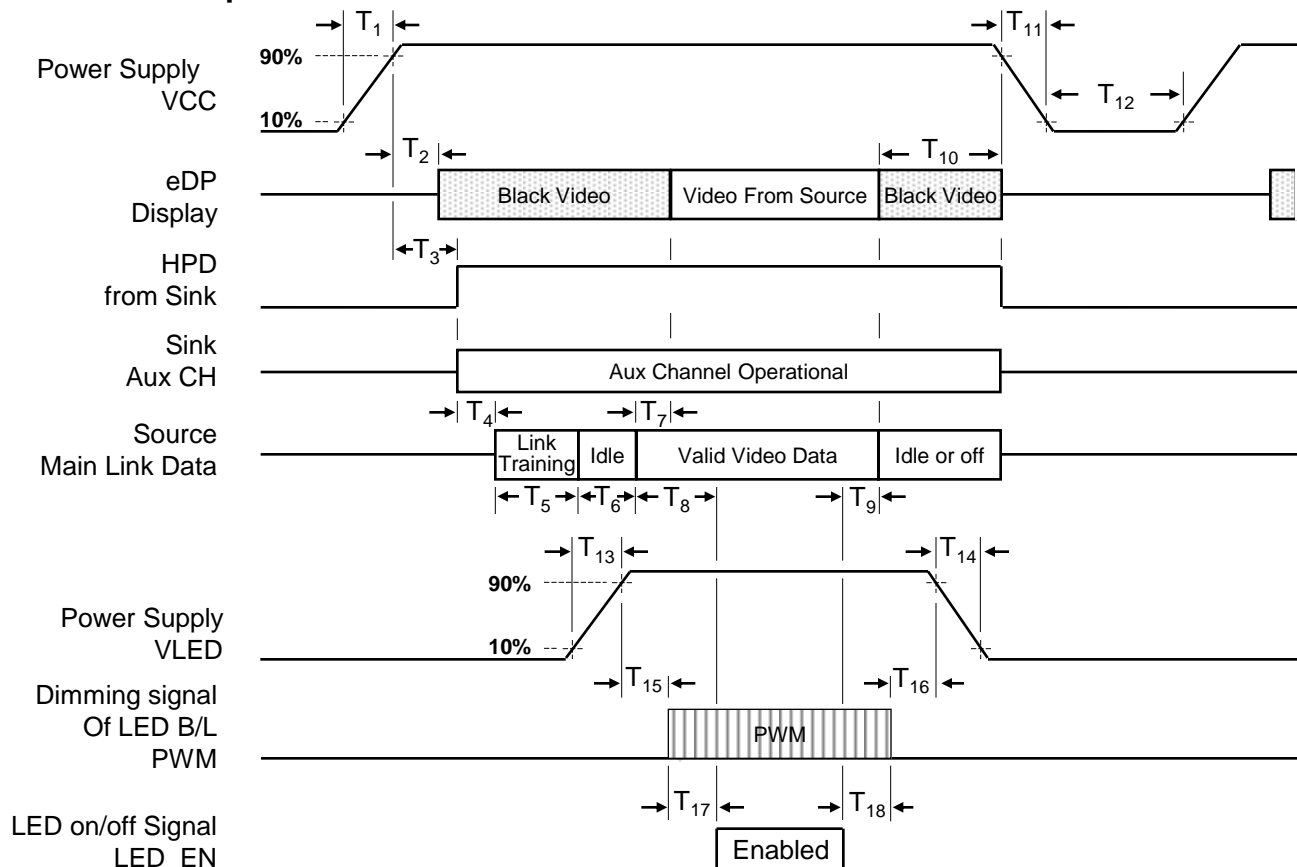 T1
T11
90%
Power Supply
VCC
T12
10%
T2
T10
eDP
Display
Black Video
Video From Source
Black Video
T3
HPD
from Sink
Sink
Aux CH
Aux Channel Operational
T4
T7
Source
Main Link Data
Link
Training
Idle
Valid Video Data
Idle or off
T5
T6
T8
T9
T13
T14
90%
Power Supply
VLED
10%
T15
T16
Dimming signal
Of LED B/L
PWM
PWM
T17
T18
LED on/off Signal
LED_EN
Enabled